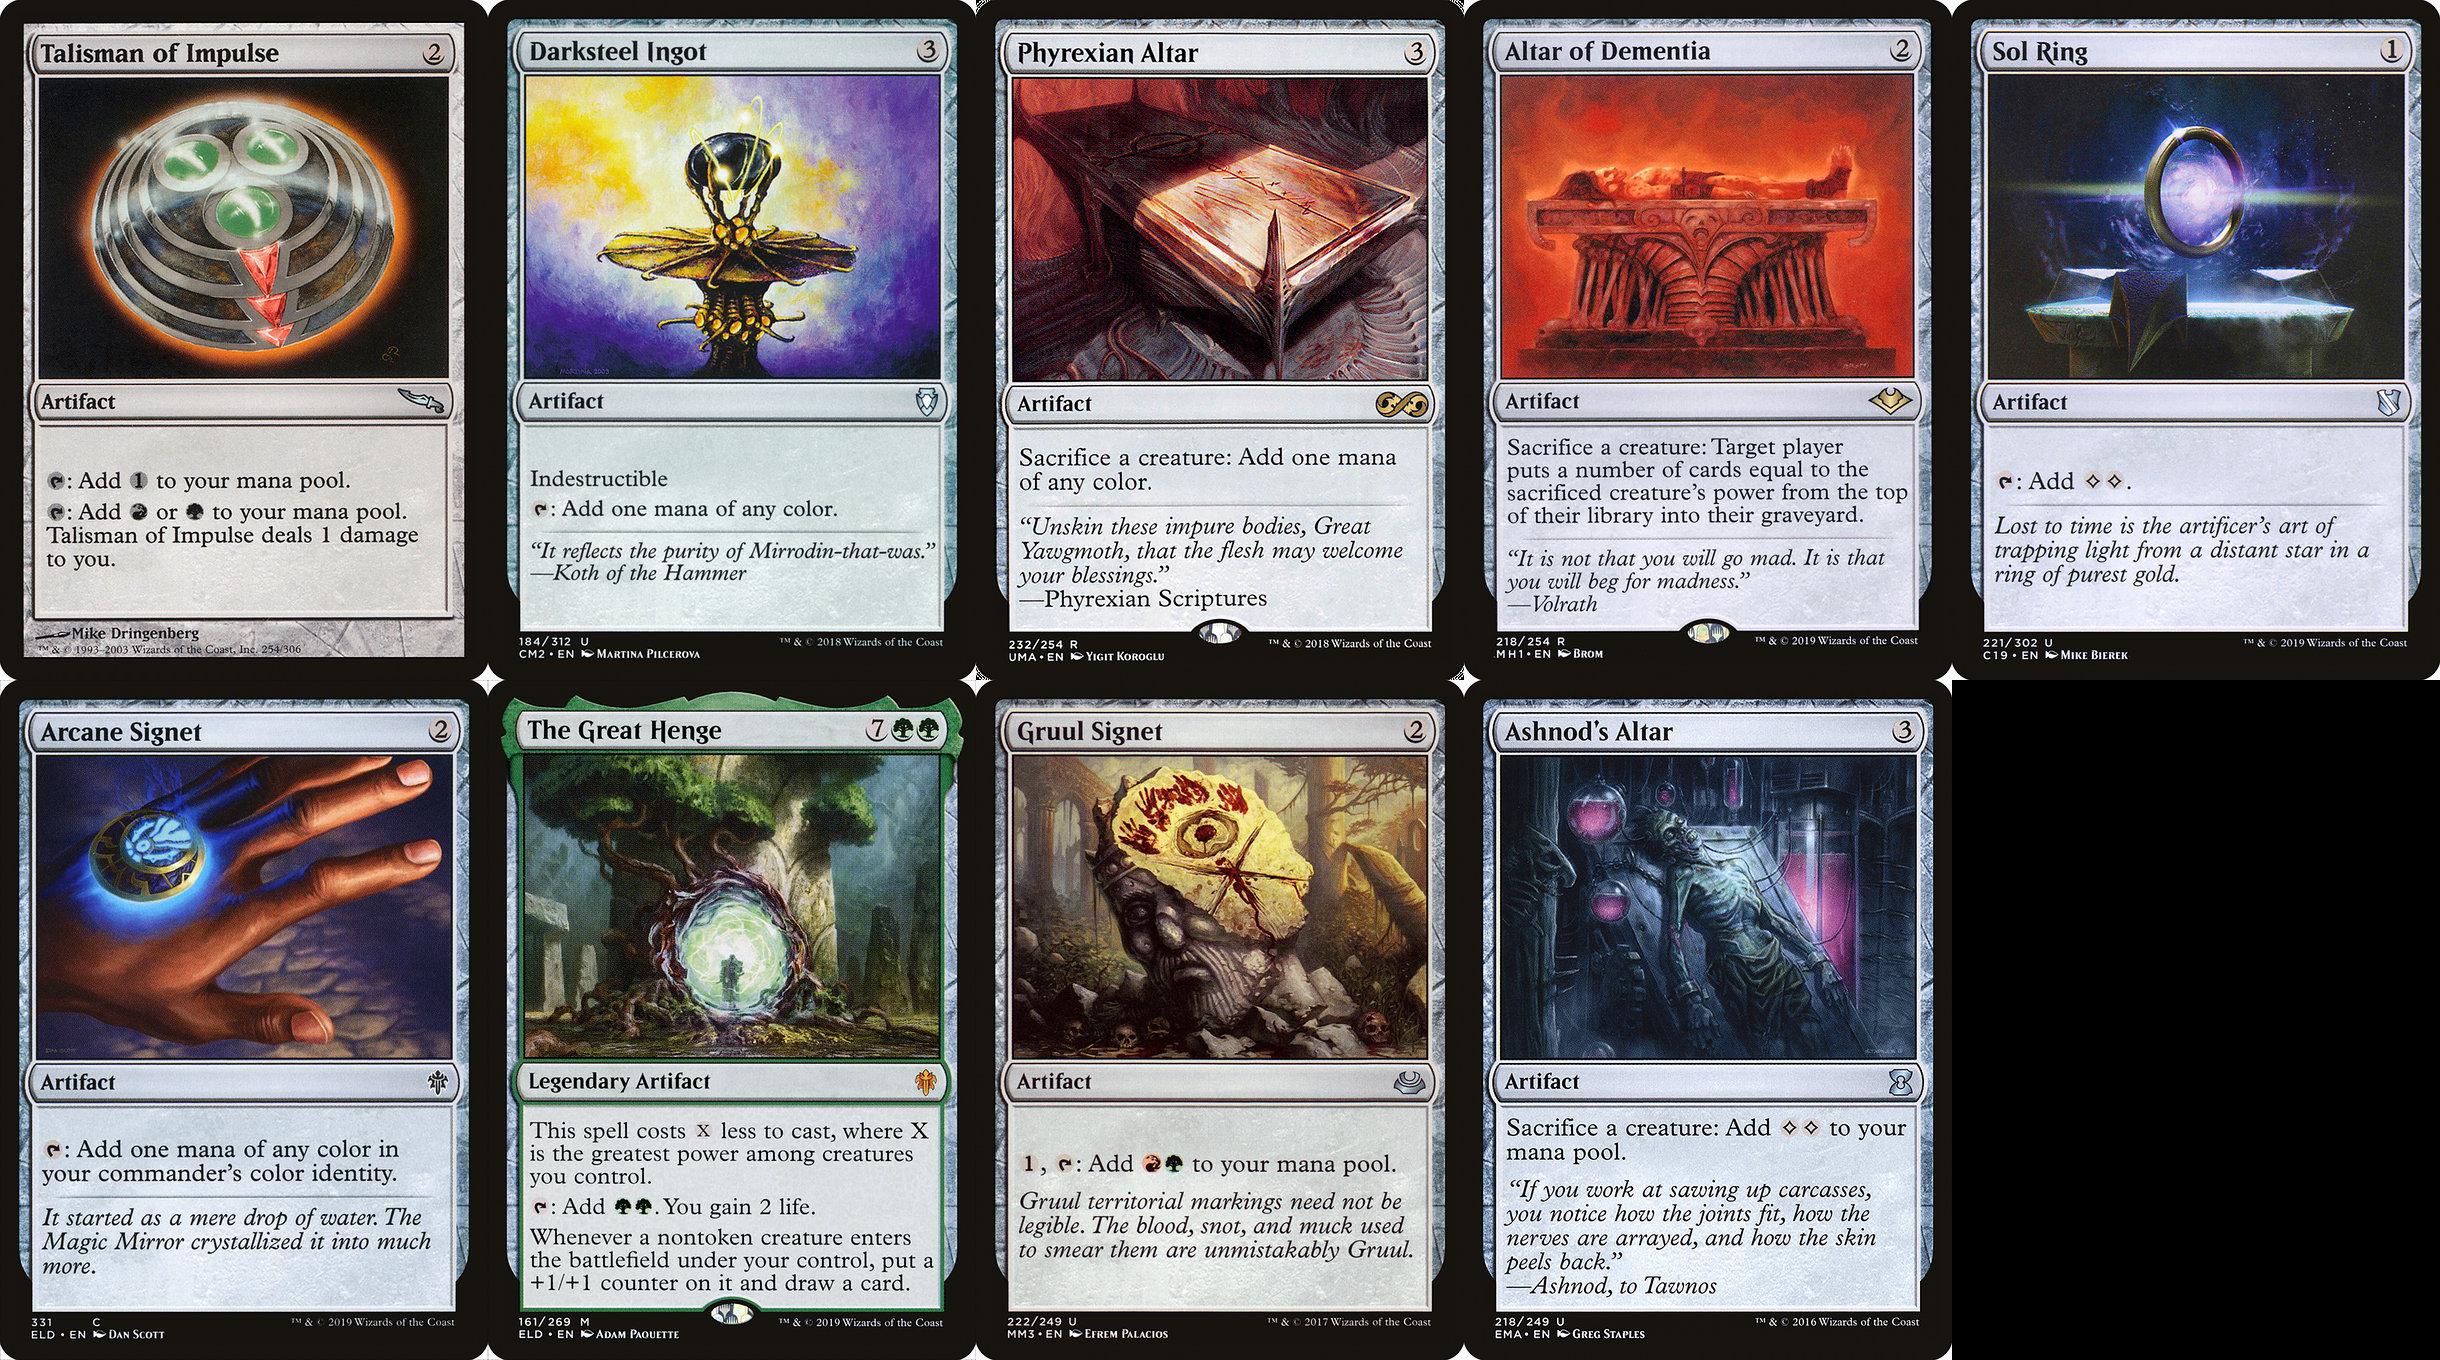 Talisman of Impulse 2
Artifact
: Add 1 to your mana pool.
: Add or to your mana pool.
Talisman of Impulse deals 1 damage
to you.
Mike Dringenberg
™ & © 1993–2003 Wizards of the Coast, Inc. 254/306
Darksteel Ingot 3
MARTINA 2003
Artifact
Indestructible
: Add one mana of any color.
“It reflects the purity of Mirrodin-that-was.”
—Koth of the Hammer
184/312 U
™ & © 2018 Wizards of the Coast
CM2 • EN Martina Pilcerova
Phyrexian Altar 3
Artifact
Sacrifice a creature: Add one mana
of any color.
“Unskin these impure bodies, Great
Yawgmoth, that the flesh may welcome
your blessings.”
—Phyrexian Scriptures
232/254 R
™ & © 2018 Wizards of the Coast
UMA • EN Yigit Koroglu
Altar of Dementia 2
Artifact
Sacrifice a creature: Target player
puts a number of cards equal to the
sacrificed creature’s power from the top
of their library into their graveyard.
“It is not that you will go mad. It is that
you will beg for madness.”
—Volrath
218/254 R
™ & © 2019 Wizards of the Coast
MH1 • EN Brom
Sol Ring 1
Artifact
: Add .
Lost to time is the artificer’s art of
trapping light from a distant star in a
ring of purest gold.
221/302 U
™ & © 2019 Wizards of the Coast
C19 • EN Mike Bierek
Arcane Signet 2
Artifact
: Add one mana of any color in
your commander’s color identity.
It started as a mere drop of water. The
Magic Mirror crystallized it into much
more.
331 C
™ & © 2019 Wizards of the Coast
ELD • EN Dan Scott
The Great Henge 7
Legendary Artifact
This spell costs X less to cast, where X
is the greatest power among creatures
you control.
: Add . You gain 2 life.
Whenever a nontoken creature enters
the battlefield under your control, put a
+1/+1 counter on it and draw a card.
161/269 M
™ & © 2019 Wizards of the Coast
ELD • EN Adam Paquette
Gruul Signet 2
Artifact
1, : Add to your mana pool.
Gruul territorial markings need not be
legible. The blood, snot, and muck used
to smear them are unmistakably Gruul.
222/249 U
™ & © 2017 Wizards of the Coast
MM3 • EN Efrem Palacios
Ashnod’s Altar 3
Artifact
Sacrifice a creature: Add to your
mana pool.
“If you work at sawing up carcasses,
you notice how the joints fit, how the
nerves are arrayed, and how the skin
peels back.”
—Ashnod, to Tawnos
218/249 U
™ & © 2016 Wizards of the Coast
EMA • EN Greg Staples